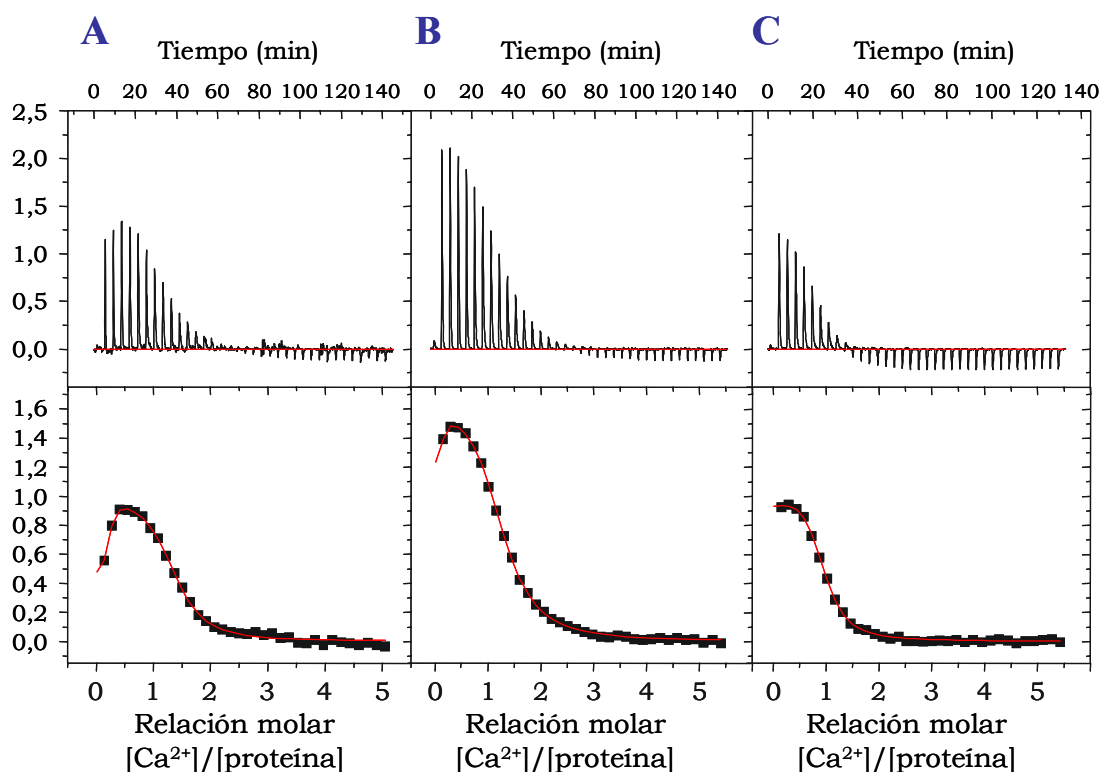 A B C
Tiempo (min) Tiempo (min) Tiempo (min)
0 20 40 60 80 100 120 140 0 20 40 60 80 100 120 140 0 20 40 60 80 100 120 140
2,5
2,0
1,5
1,0
0,5
0,0
1,6
1,4
1,2
1,0
0,8
0,6
0,4
0,2
0,0
0 1 2 3 4 5 0 1 2 3 4 5 0 1 2 3 4 5
Relación molar Relación molar Relación molar
[Ca²⁺]/[proteína] [Ca²⁺]/[proteína] [Ca²⁺]/[proteína]